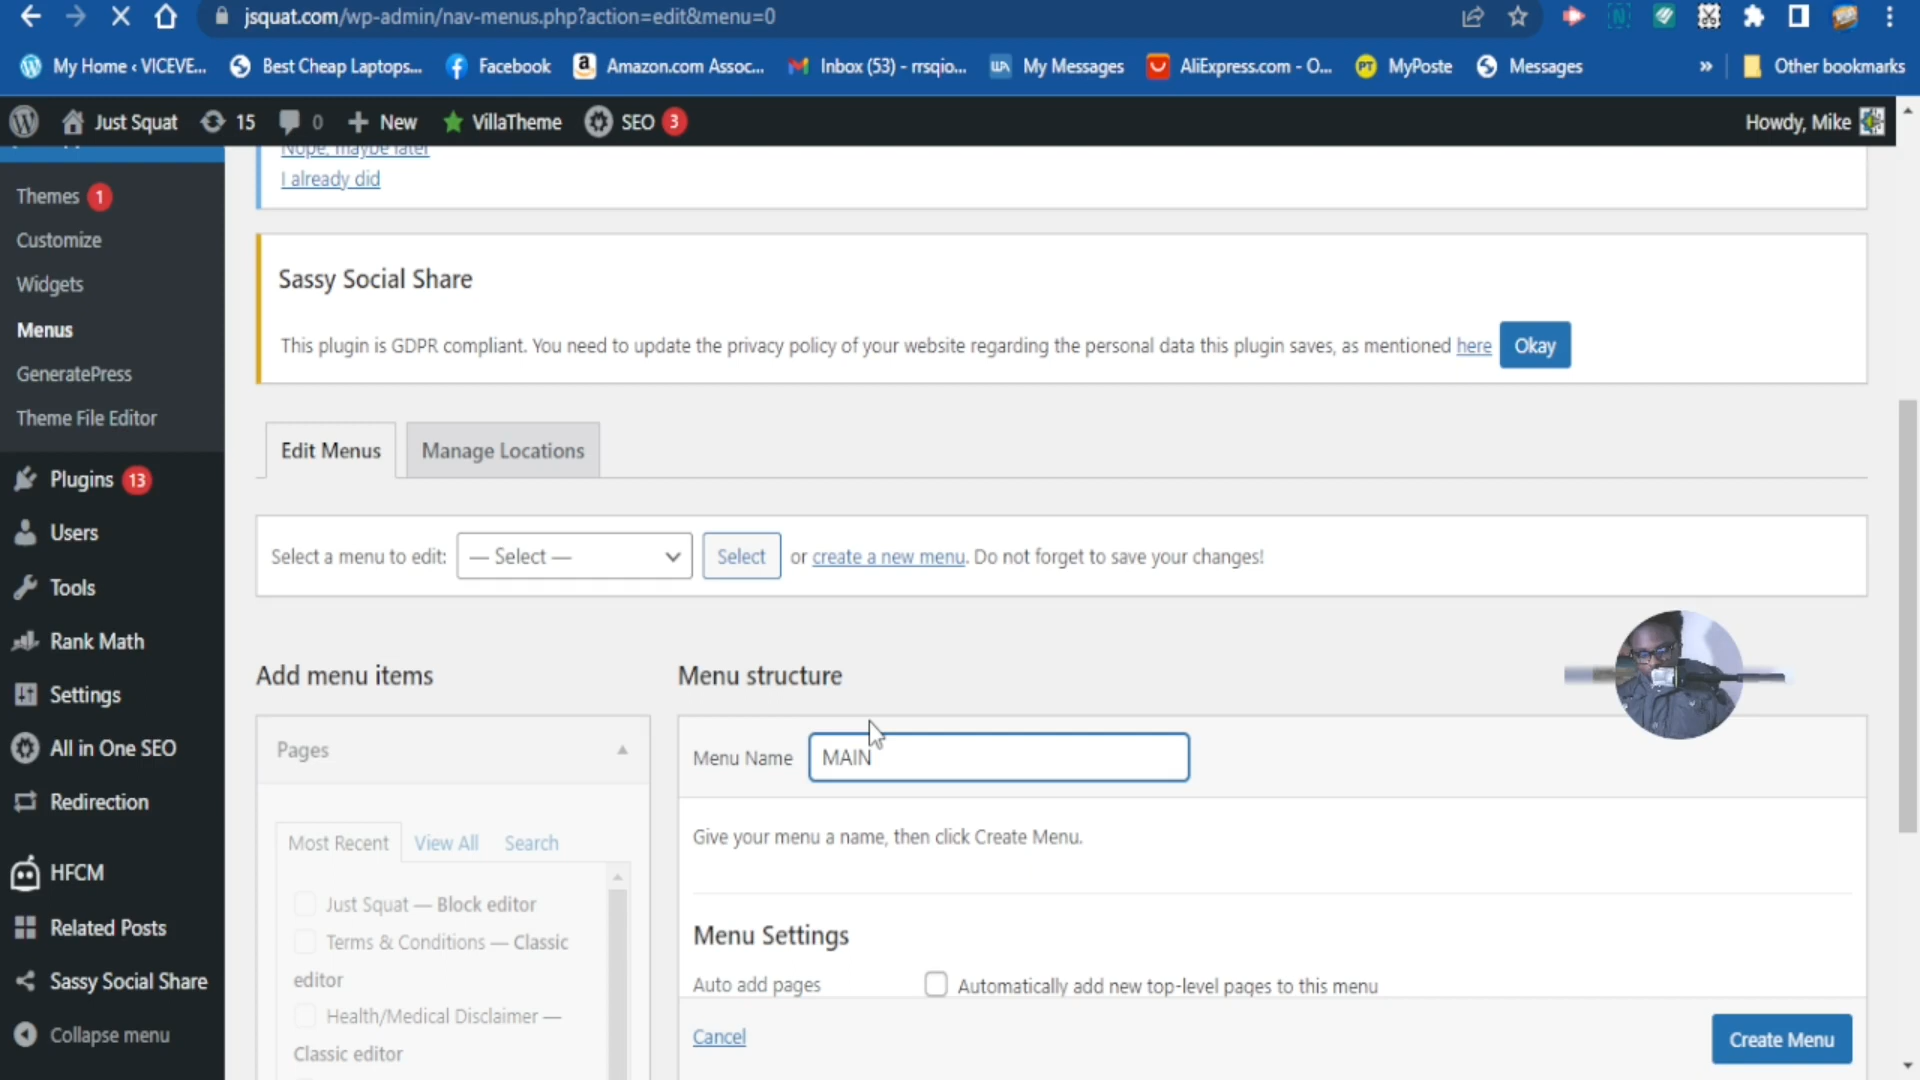 jsquat.com/wp-admin/nav-menus.php?action=edit&menu=0
My Home ‹ VICEVE... Best Cheap Laptops... Facebook Amazon.com Assoc... Inbox (53) - rrsqio... My Messages AliExpress.com - O... MyPoste Messages » Other bookmarks
Just Squat 15 0 New VillaTheme SEO 3 Howdy, Mike
Nope, maybe later
I already did
Themes 1
Customize
Widgets
Menus
GeneratePress
Theme File Editor
Plugins 13
Users
Tools
Rank Math
Settings
All in One SEO
Redirection
HFCM
Related Posts
Sassy Social Share
Collapse menu
Sassy Social Share
This plugin is GDPR compliant. You need to update the privacy policy of your website regarding the personal data this plugin saves, as mentioned here Okay
Edit Menus Manage Locations
Select a menu to edit: — Select — Select or create a new menu. Do not forget to save your changes!
Add menu items
Pages
Most Recent View All Search
Just Squat — Block editor
Terms & Conditions — Classic
editor
Health/Medical Disclaimer —
Classic editor
Menu structure
Menu Name MAIN
Give your menu a name, then click Create Menu.
Menu Settings
Auto add pages Automatically add new top-level pages to this menu
Cancel Create Menu